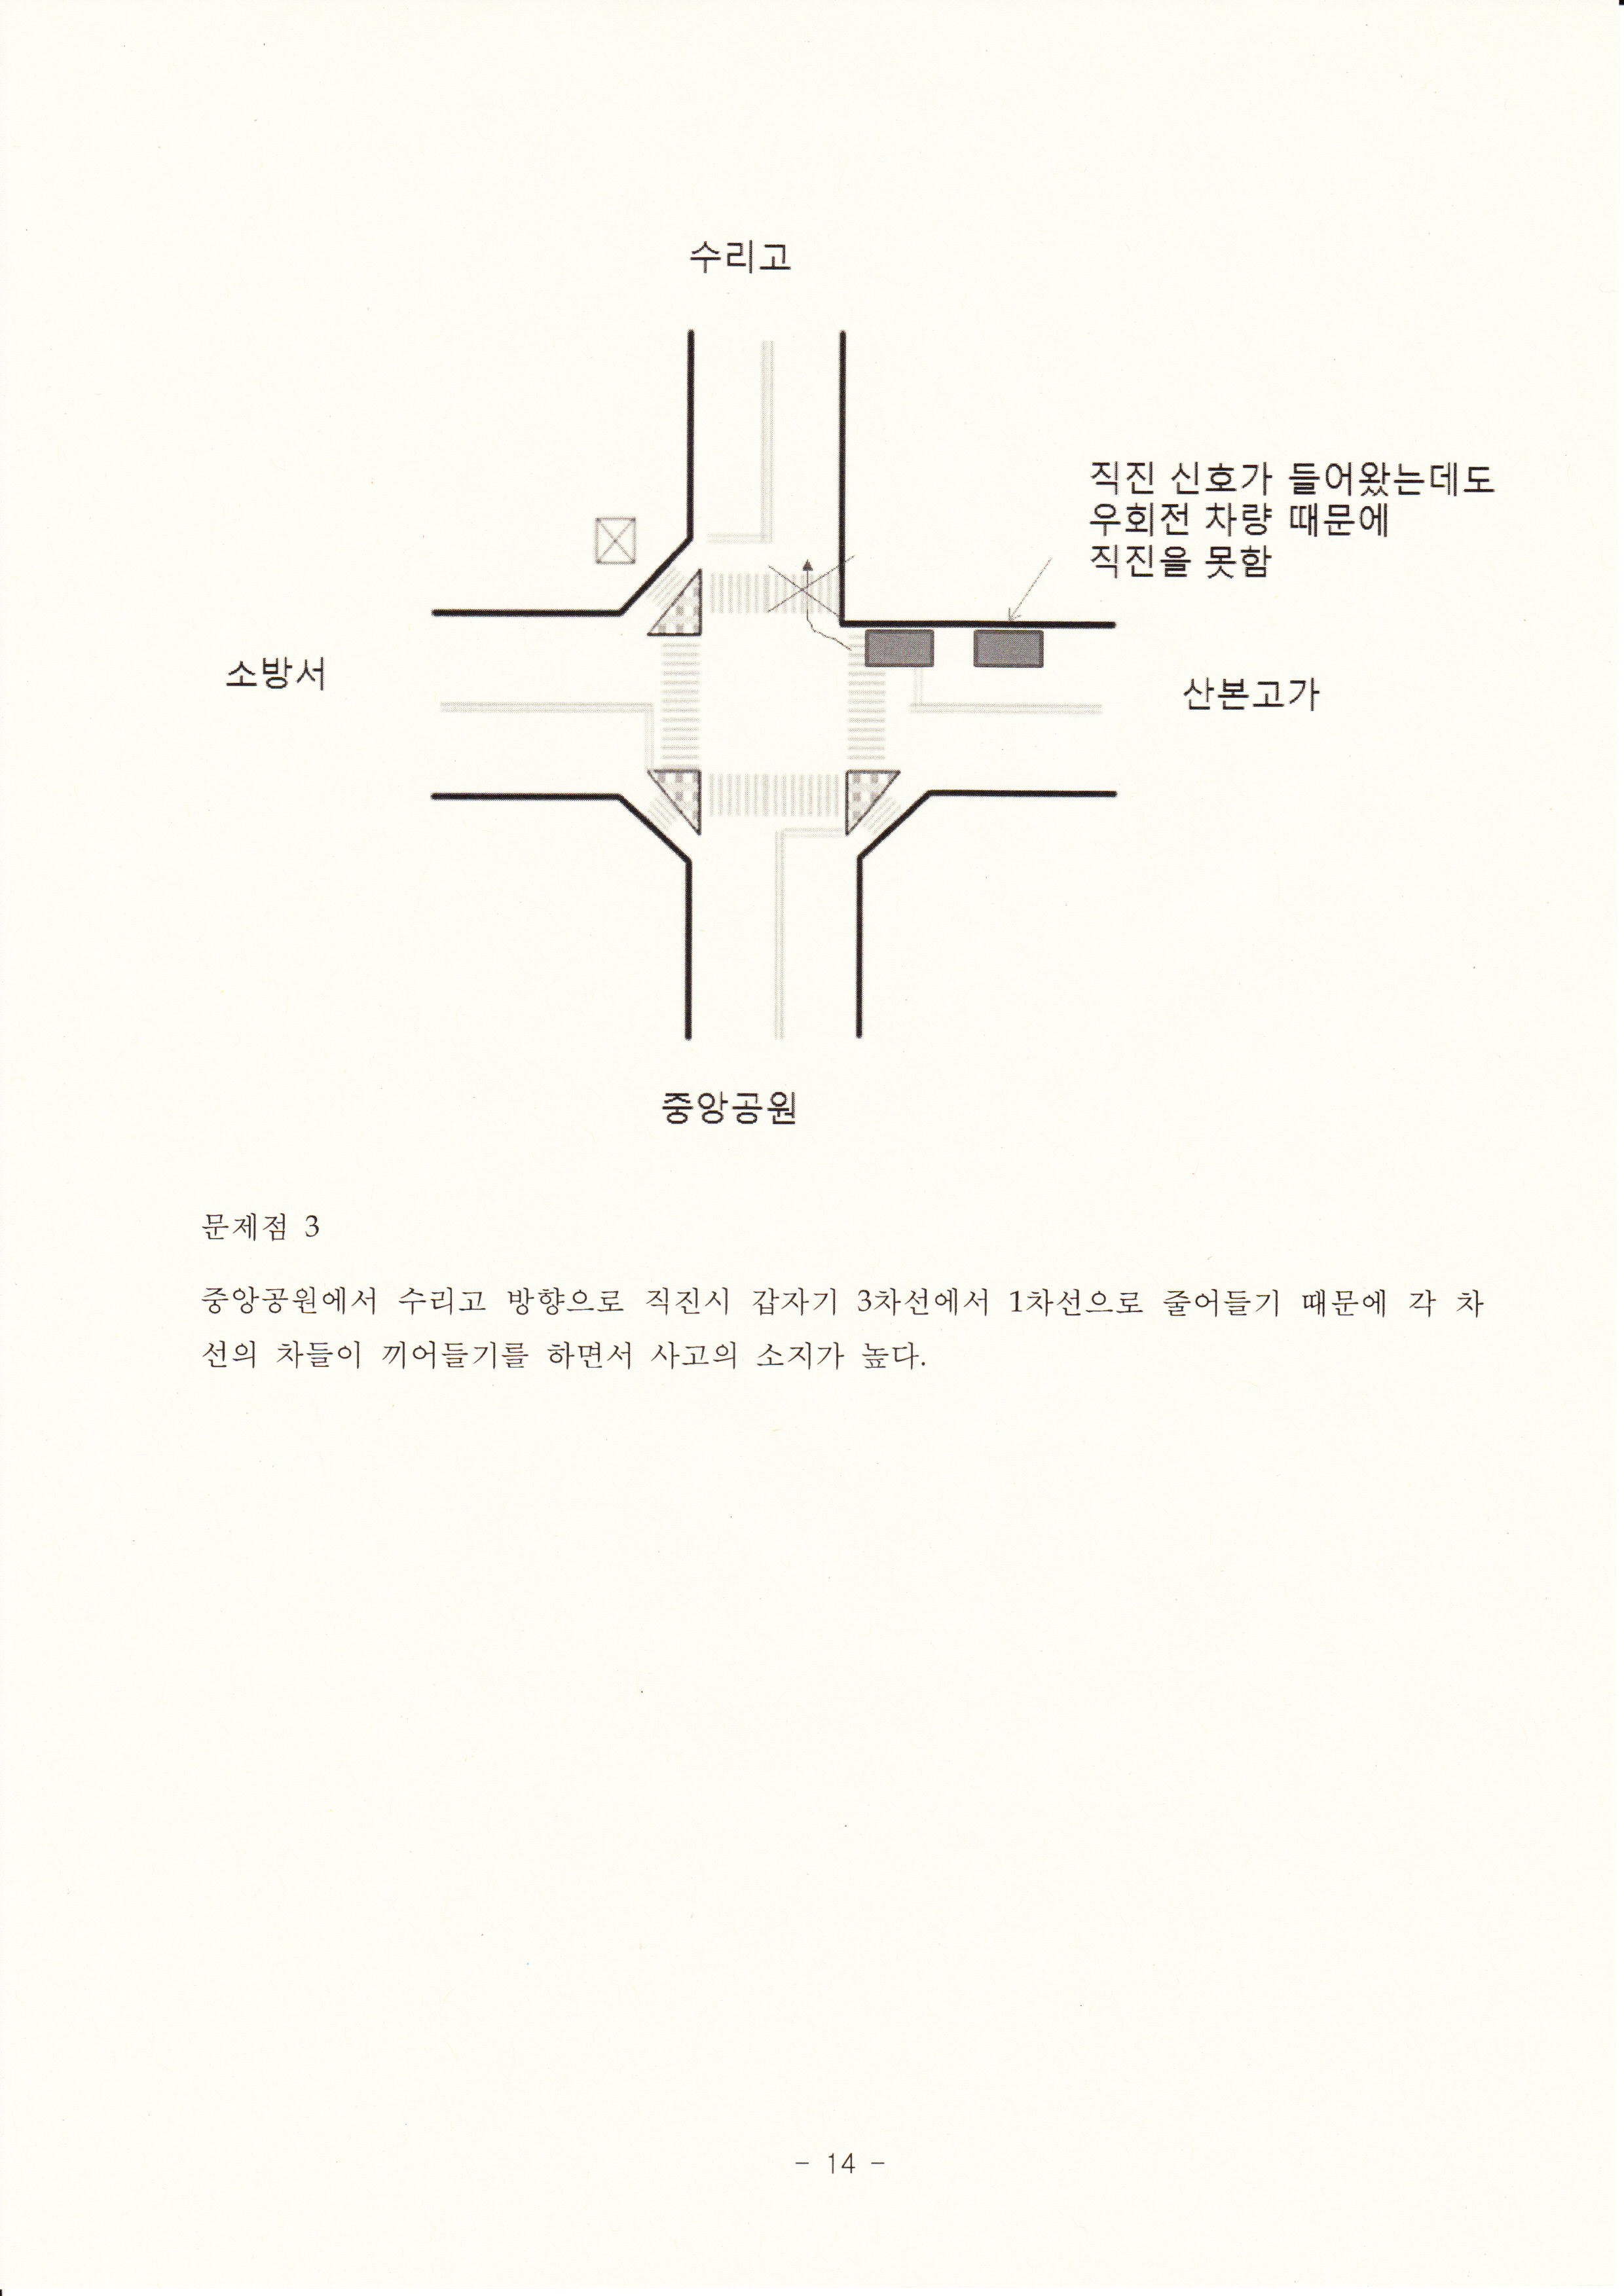 수리고
직진 신호가 들어왔는데도
우회전 차량 때문에
직진을 못함
소방서
산본고가
중앙공원
문제점 3
중앙공원에서 수리고 방향으로 직진시 갑자기 3차선에서 1차선으로 줄어들기 때문에 각 차
선의 차들이 끼어들기를 하면서 사고의 소지가 높다.
- 14 -